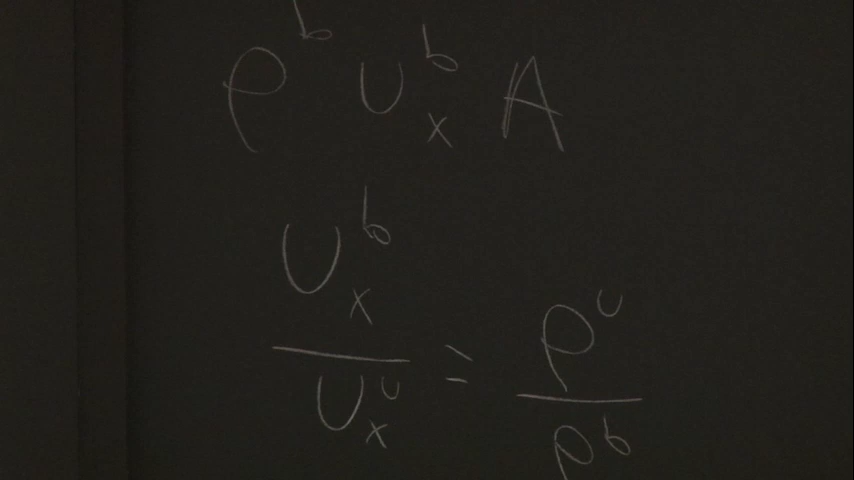 ρ^b U_x^b A
U_x^b / U_x^u = ρ^u / ρ^b